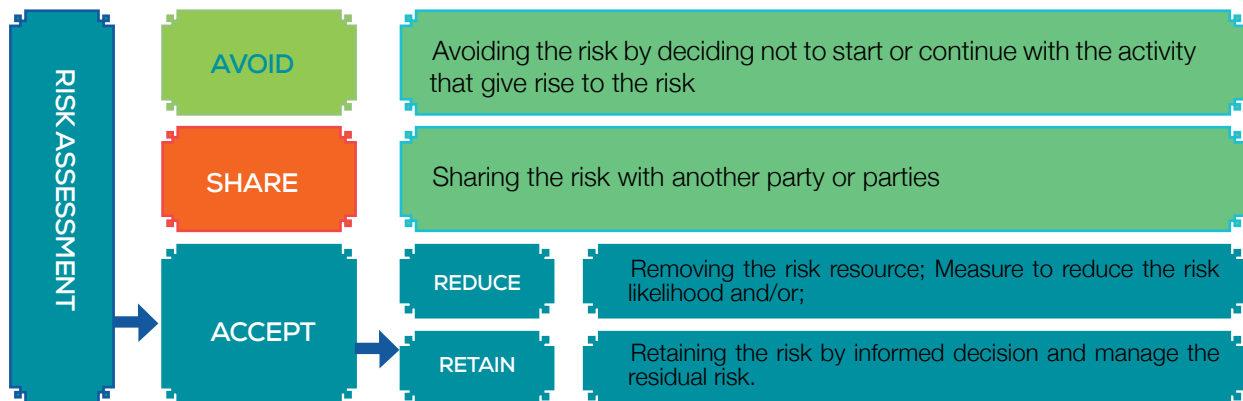 RISK ASSESSMENT
AVOID
Avoiding the risk by deciding not to start or continue with the activity
that give rise to the risk
SHARE
Sharing the risk with another party or parties
ACCEPT
REDUCE
Removing the risk resource; Measure to reduce the risk
likelihood and/or;
RETAIN
Retaining the risk by informed decision and manage the
residual risk.